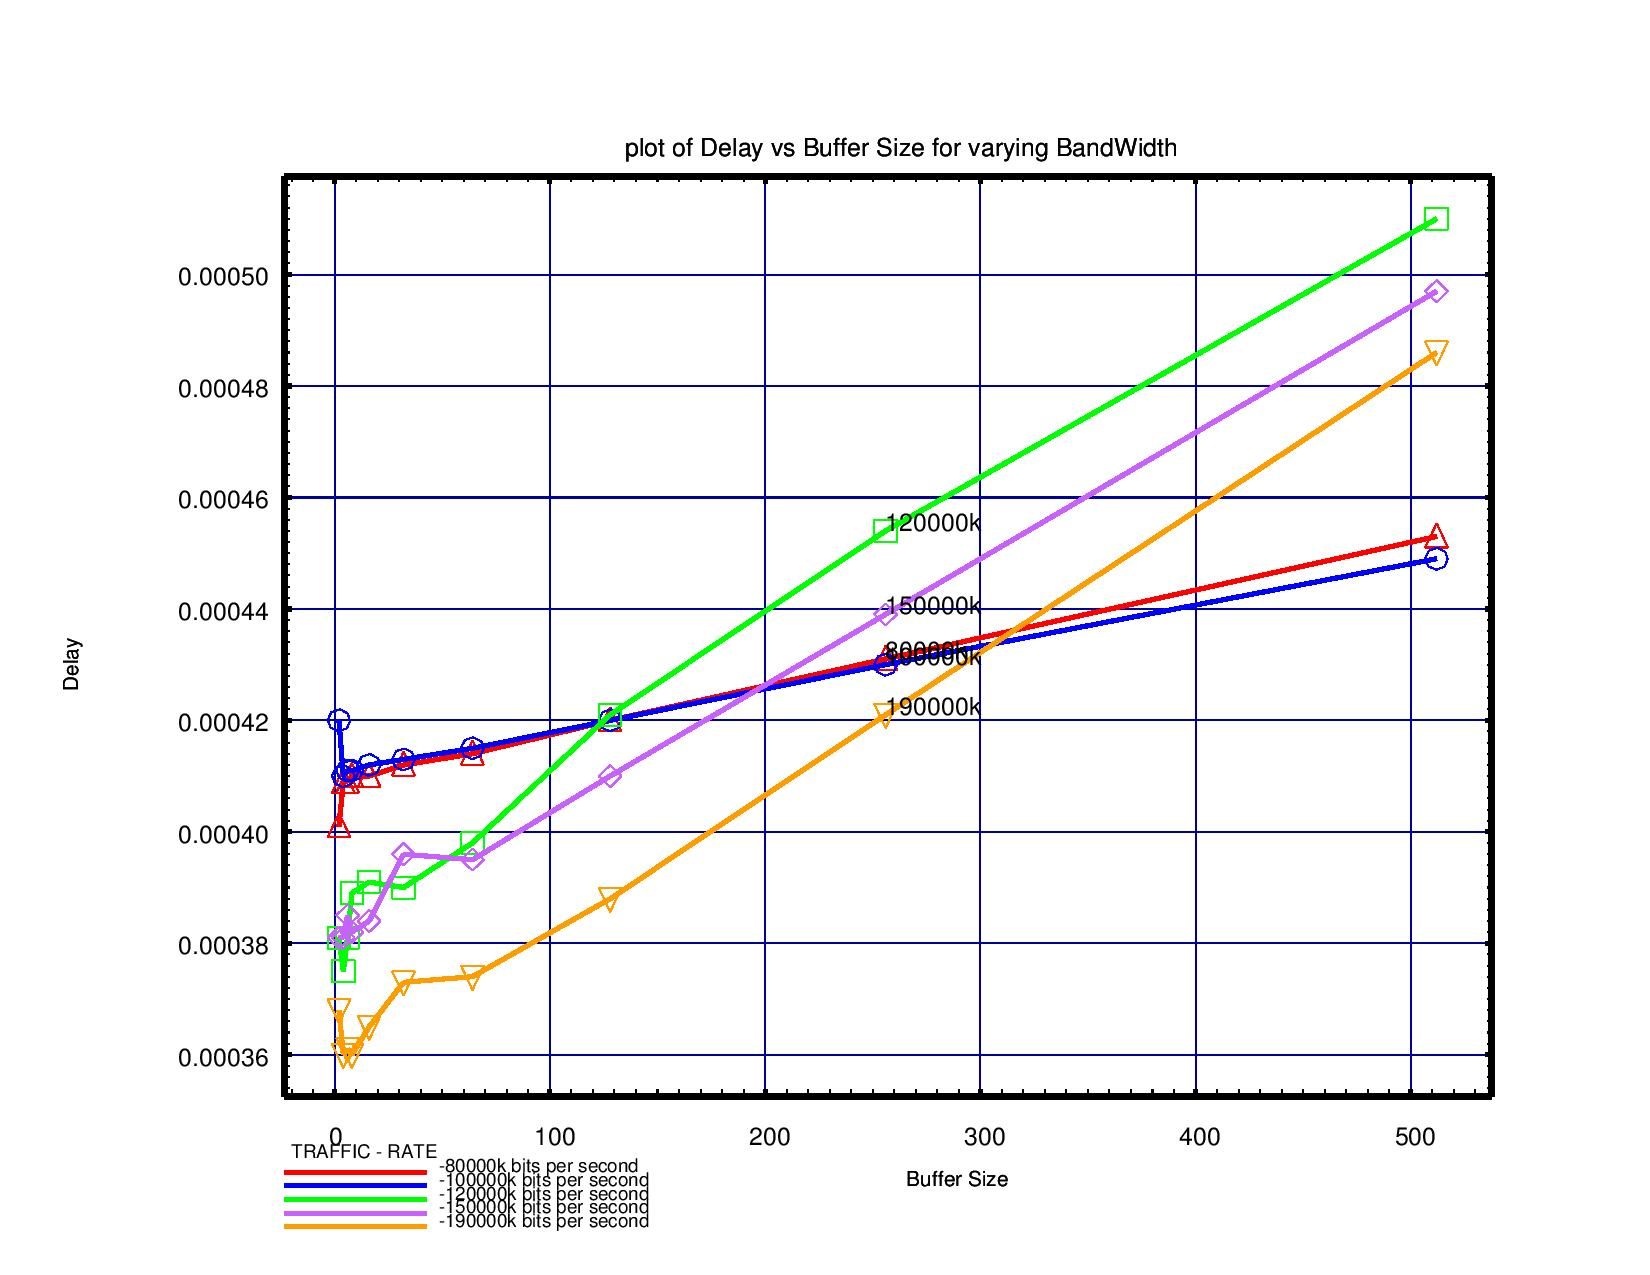 plot of Delay vs Buffer Size for varying BandWidth
0.00050
0.00048
0.00046
120000k
0.00044
150000k
80000k
100000k
Delay
190000k
0.00042
0.00040
0.00038
0.00036
0 100 200 300 400 500
TRAFFIC - RATE
-80000k bits per second
Buffer Size
-100000k bits per second
-120000k bits per second
-150000k bits per second
-190000k bits per second